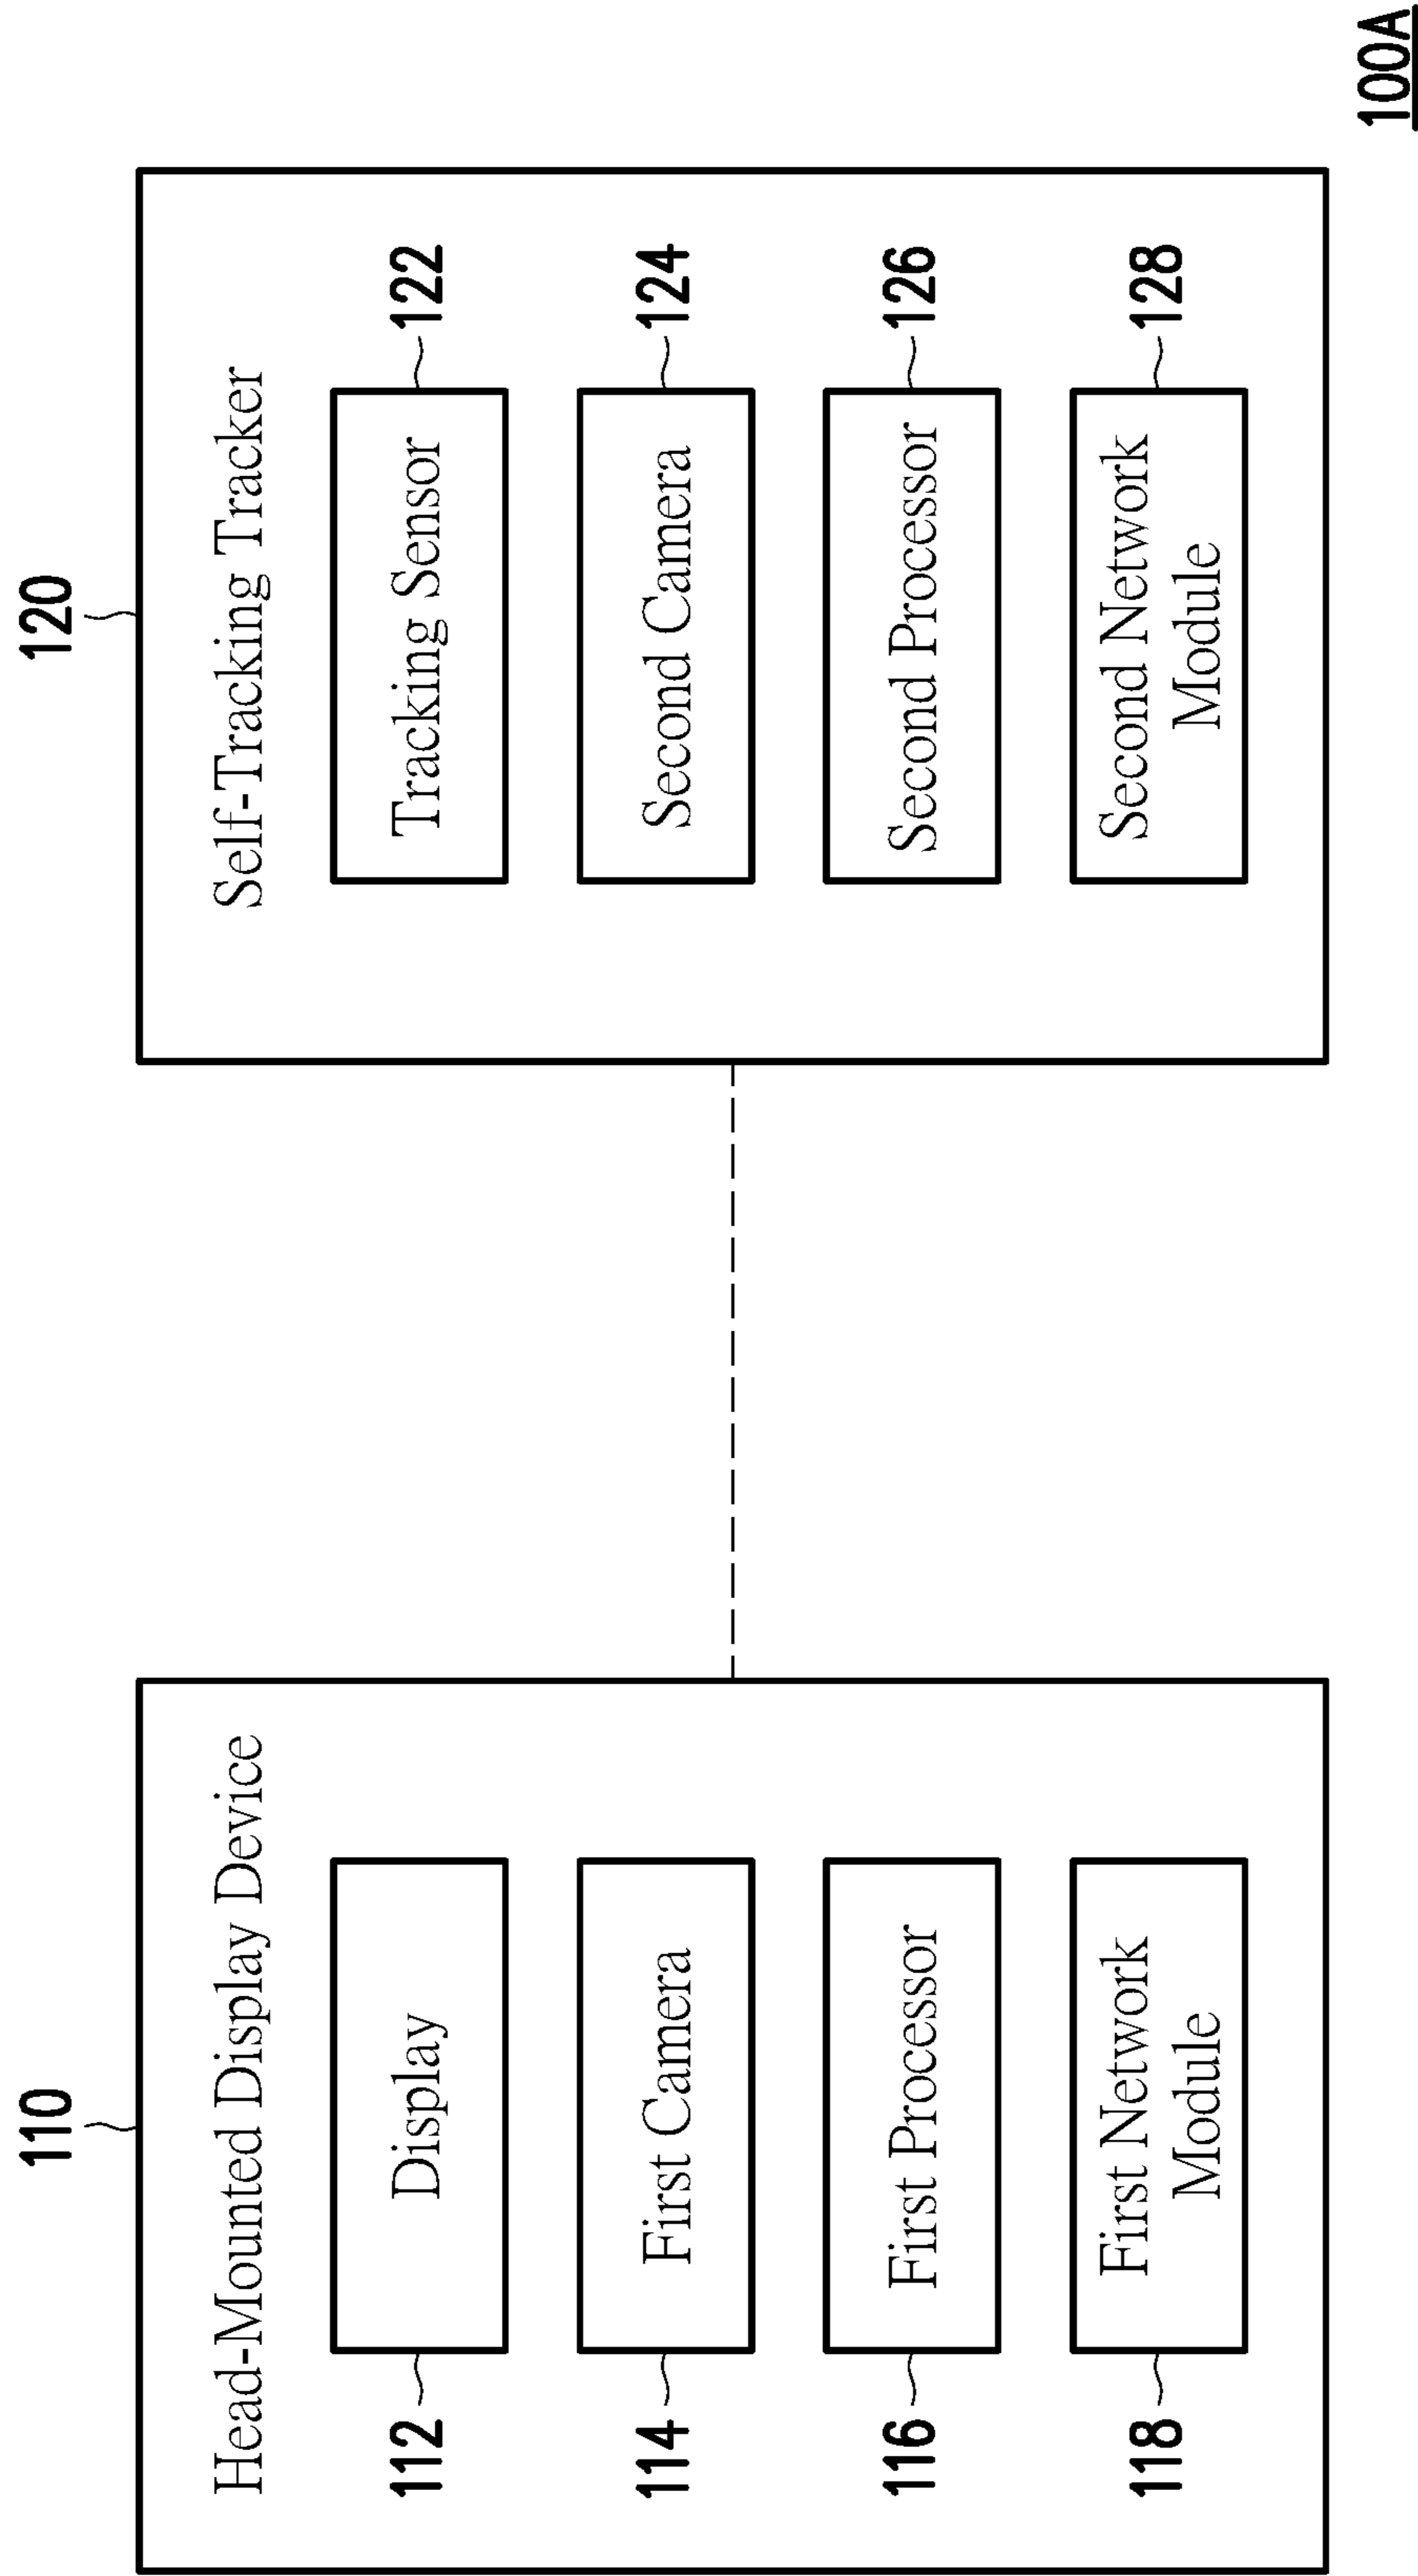 110
Head-Mounted Display Device
112
Display
114
First Camera
116
First Processor
118
First Network
Module
120
Self-Tracking Tracker
Tracking Sensor
122
Second Camera
124
Second Processor
126
Second Network
Module
128
100A